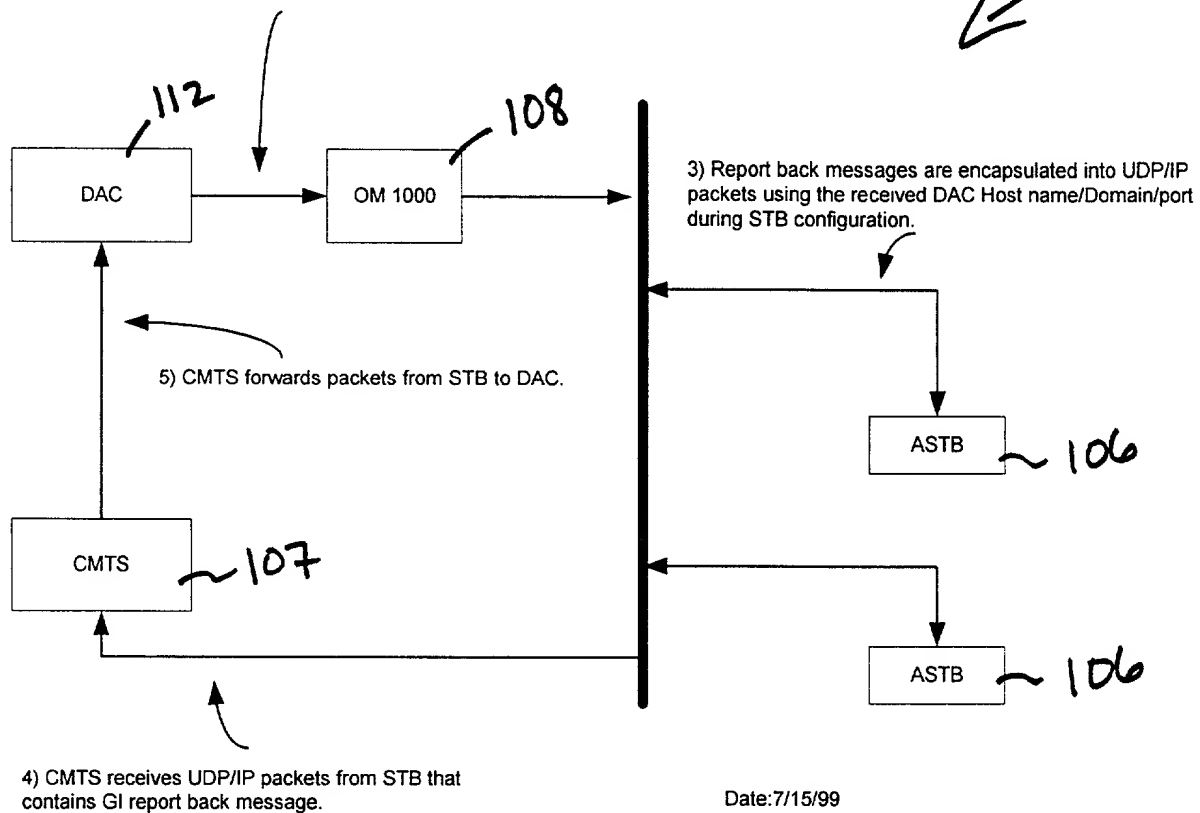 112
108
DAC
OM 1000
3) Report back messages are encapsulated into UDP/IP
packets using the received DAC Host name/Domain/port
during STB configuration.
5) CMTS forwards packets from STB to DAC.
ASTB
106
CMTS
107
ASTB
106
4) CMTS receives UDP/IP packets from STB that
contains GI report back message.
Date:7/15/99